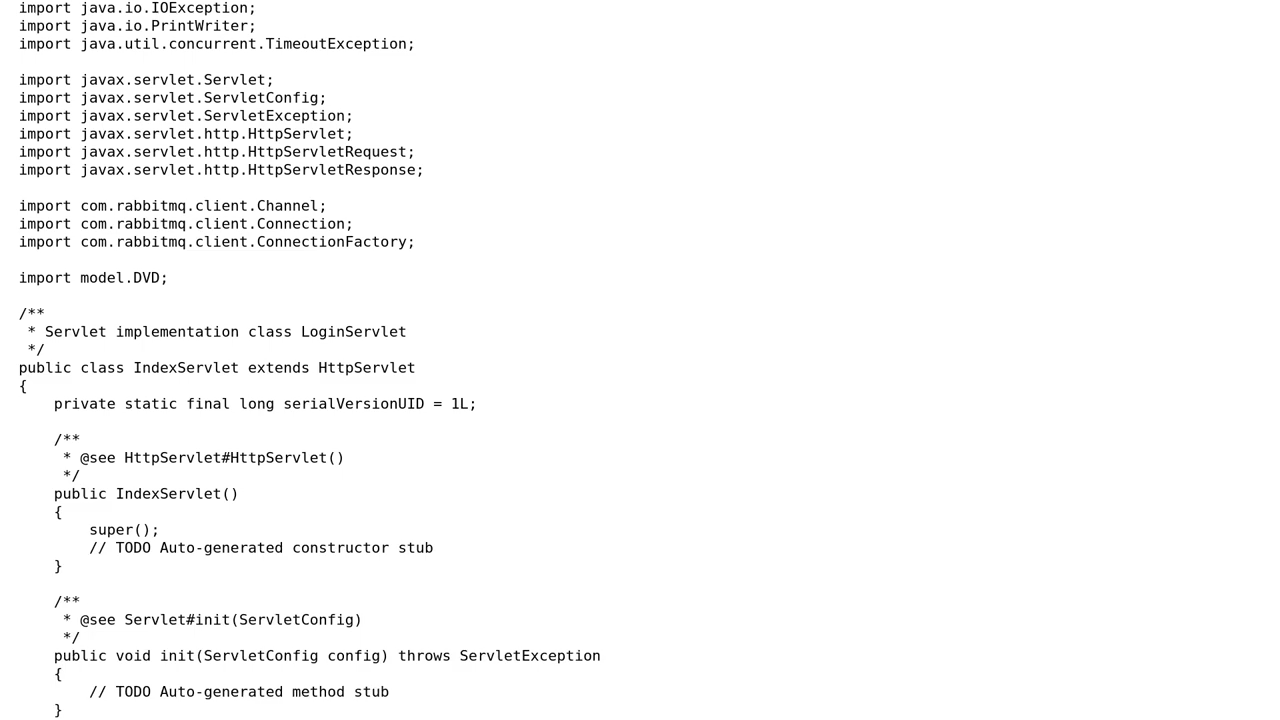 import java.io.IOException;
import java.io.PrintWriter;
import java.util.concurrent.TimeoutException;

import javax.servlet.Servlet;
import javax.servlet.ServletConfig;
import javax.servlet.ServletException;
import javax.servlet.http.HttpServlet;
import javax.servlet.http.HttpServletRequest;
import javax.servlet.http.HttpServletResponse;

import com.rabbitmq.client.Channel;
import com.rabbitmq.client.Connection;
import com.rabbitmq.client.ConnectionFactory;

import model.DVD;

/**
 * Servlet implementation class LoginServlet
 */
public class IndexServlet extends HttpServlet
{
    private static final long serialVersionUID = 1L;

    /**
     * @see HttpServlet#HttpServlet()
     */
    public IndexServlet()
    {
        super();
        // TODO Auto-generated constructor stub
    }

    /**
     * @see Servlet#init(ServletConfig)
     */
    public void init(ServletConfig config) throws ServletException
    {
        // TODO Auto-generated method stub
    }